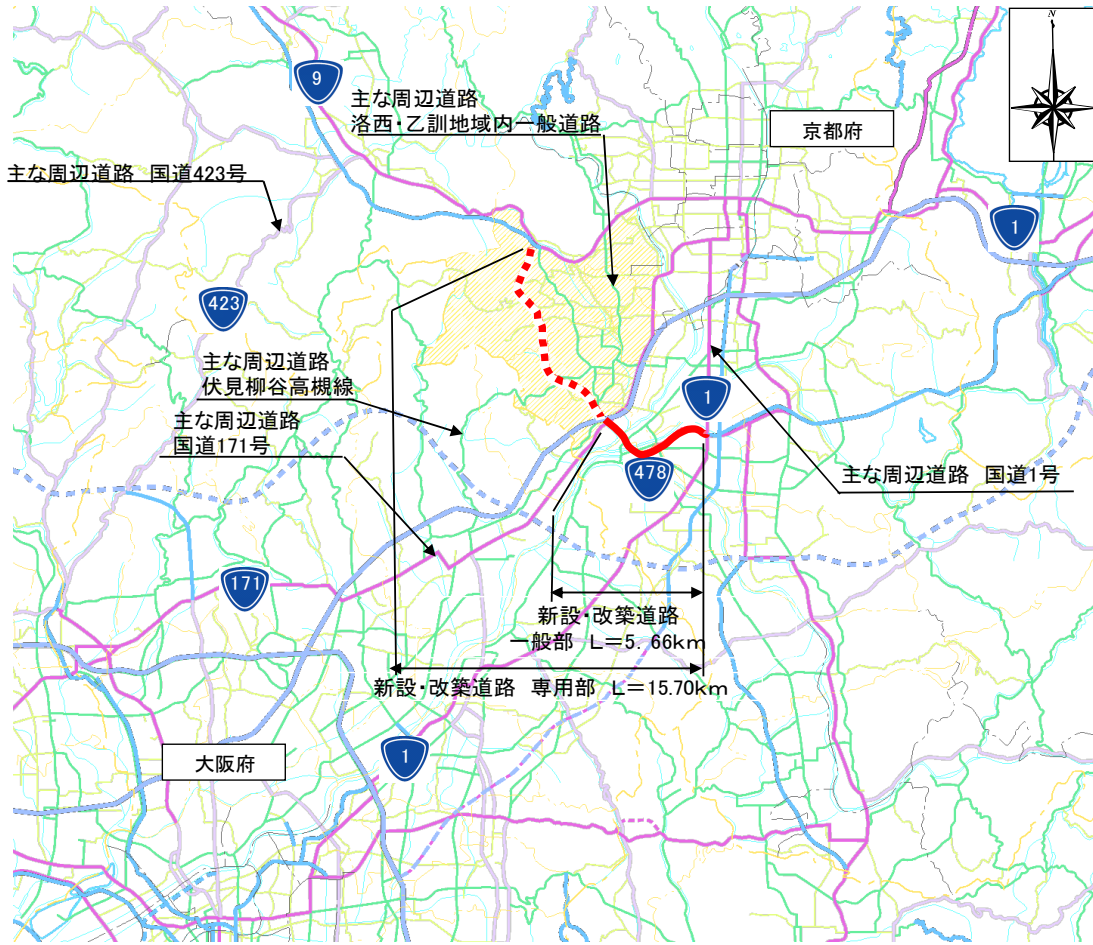 N
9
主な周辺道路
洛西・乙訓地域内一般道路
京都府
主な周辺道路 国道423号
1
423
主な周辺道路
伏見柳谷高槻線
主な周辺道路
国道171号
1
478
主な周辺道路 国道1号
171
新設・改築道路
一般部 L=5.66km
新設・改築道路 専用部 L=15.70km
大阪府
1